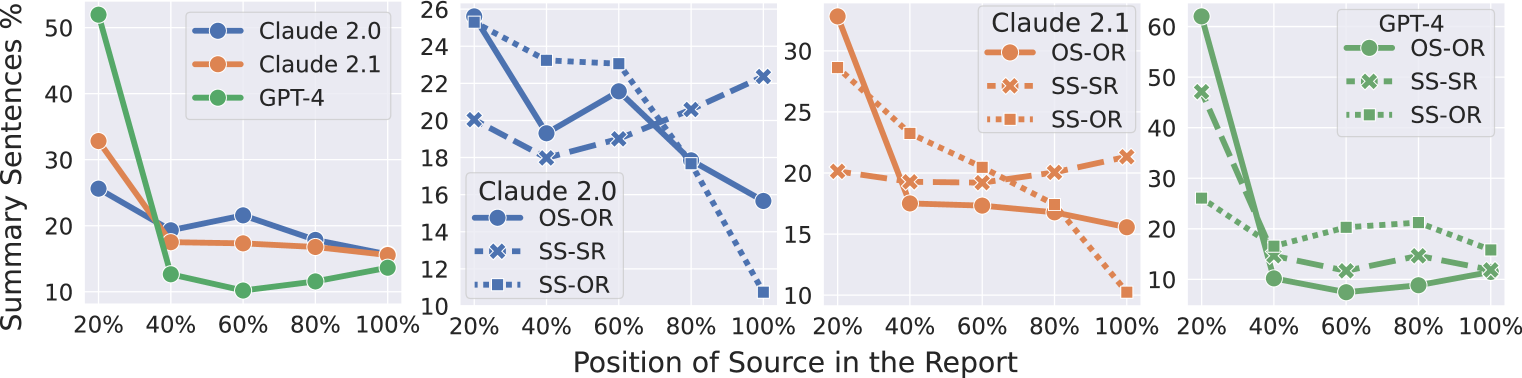 Summary Sentences %
50
40
30
20
10
Claude 2.0
Claude 2.1
GPT-4
20% 40% 60% 80% 100%
26
24
22
20
18
16
14
12
10
Claude 2.0
OS-OR
SS-SR
SS-OR
20% 40% 60% 80% 100%
30
25
20
15
10
Claude 2.1
OS-OR
SS-SR
SS-OR
20% 40% 60% 80% 100%
60
50
40
30
20
10
GPT-4
OS-OR
SS-SR
SS-OR
20% 40% 60% 80% 100%
Position of Source in the Report